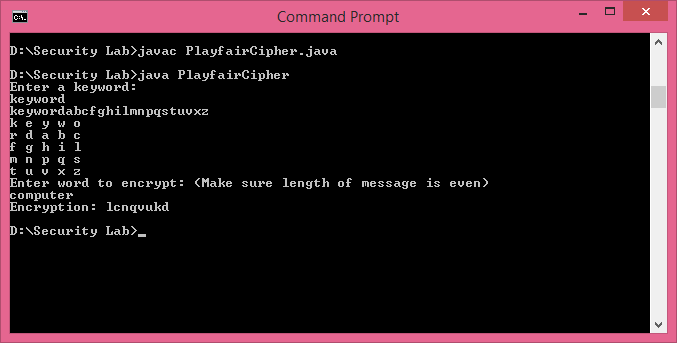 Command Prompt
D:\Security Lab>javac PlayfairCipher.java
D:\Security Lab>java PlayfairCipher
Enter a keyword:
keyword
keywordabcfghilmnpqstuvxz
k e y w o
r d a b c
f g h i l
m n p q s
t u v x z
Enter word to encrypt: (Make sure length of message is even)
computer
Encryption: lcnqvukd
D:\Security Lab>_